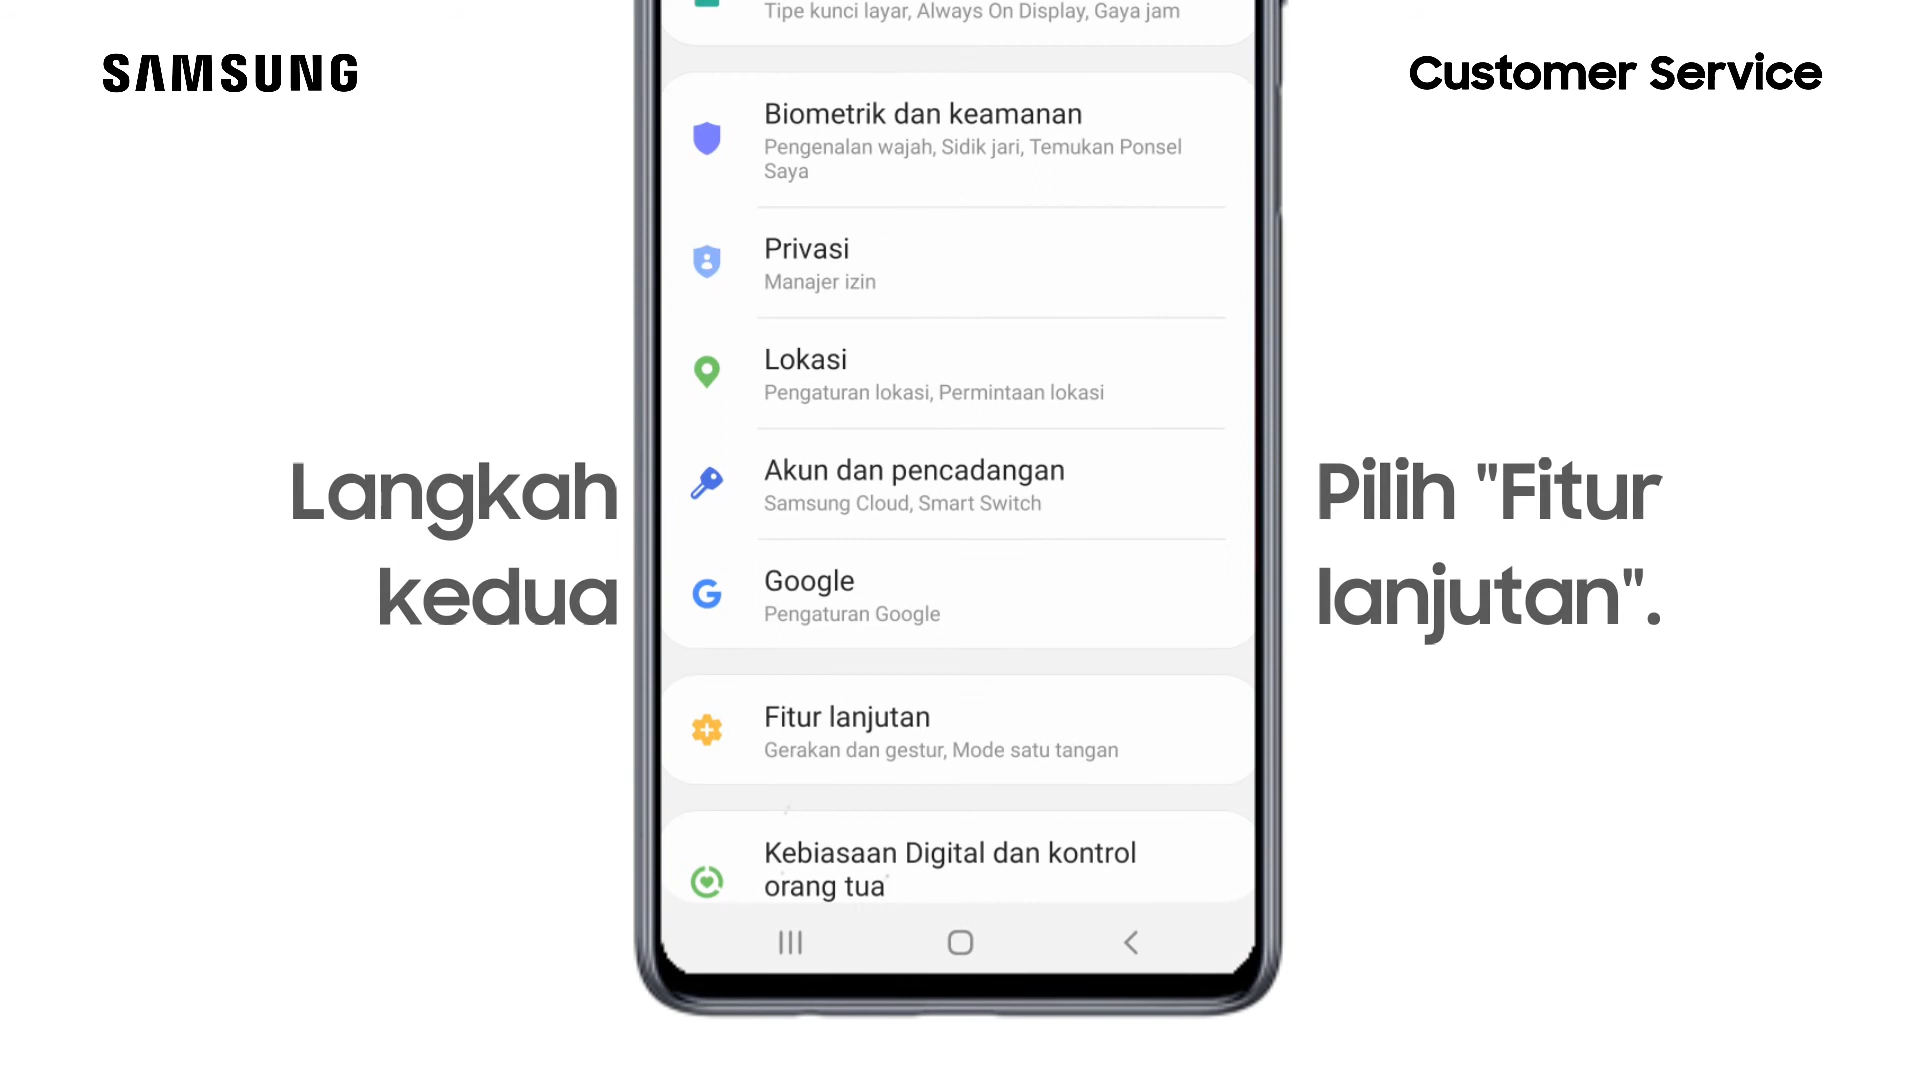 SAMSUNG
Customer Service
Tipe kunci layar, Always On Display, Gaya jam
Biometrik dan keamanan
Pengenalan wajah, Sidik jari, Temukan Ponsel
Saya
Privasi
Manajer izin
Lokasi
Pengaturan lokasi, Permintaan lokasi
Akun dan pencadangan
Samsung Cloud, Smart Switch
Google
Pengaturan Google
Fitur lanjutan
Gerakan dan gestur, Mode satu tangan
Kebiasaan Digital dan kontrol
orang tua
Langkah
kedua
Pilih "Fitur
lanjutan".